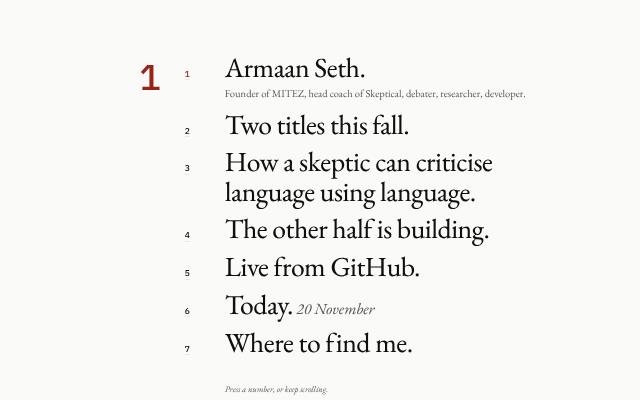 1 1 Armaan Seth.
Founder of MITEZ, head coach of Skeptical, debater, researcher, developer.
2 Two titles this fall.
3 How a skeptic can criticise
language using language.
4 The other half is building.
5 Live from GitHub.
6 Today. 20 November
7 Where to find me.
Press a number, or keep scrolling.